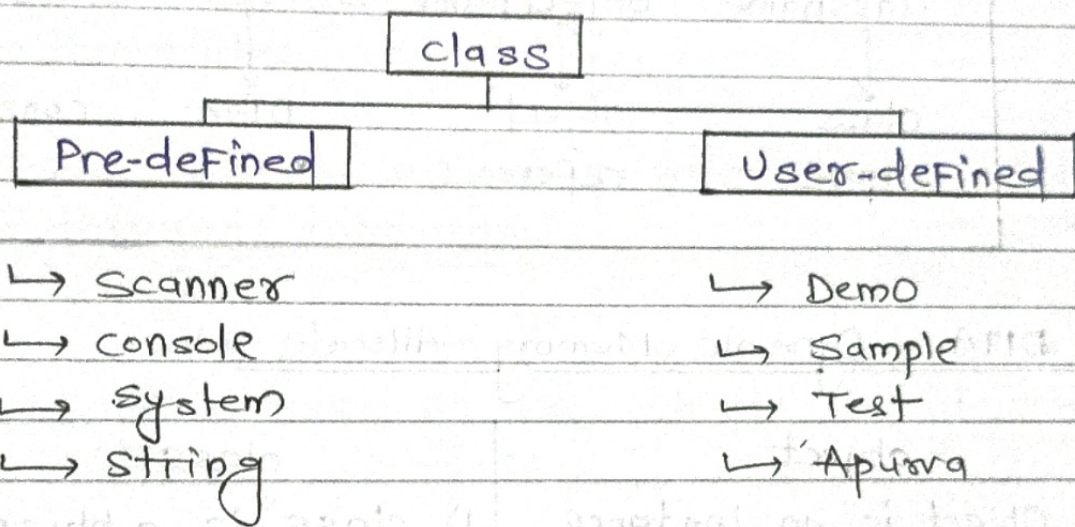 class
Pre-defined User-defined
↳ Scanner ↳ Demo
↳ console ↳ Sample
↳ System ↳ Test
↳ String ↳ Apurva